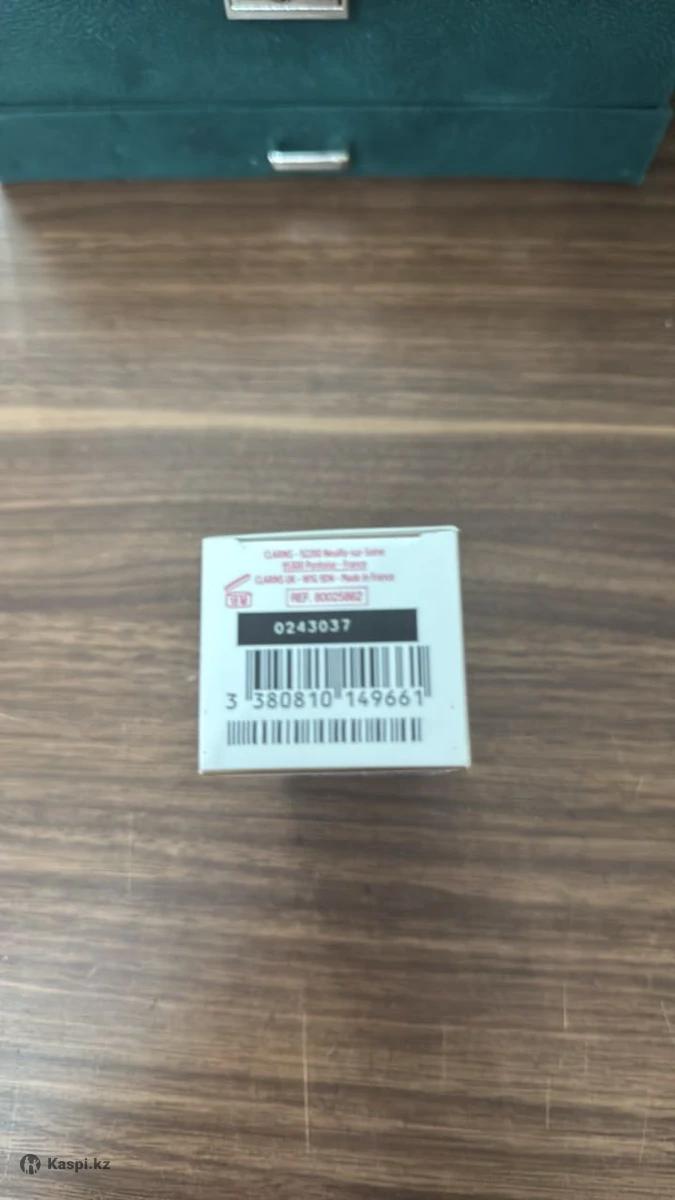 CLARINS - 92200 Neuilly-sur-Seine
95300 Pontoise - France
CLARINS UK - W1G 9DN - Made in France
18 M
REF. 80025862
0243037
3 380810 149661
Kaspi.kz